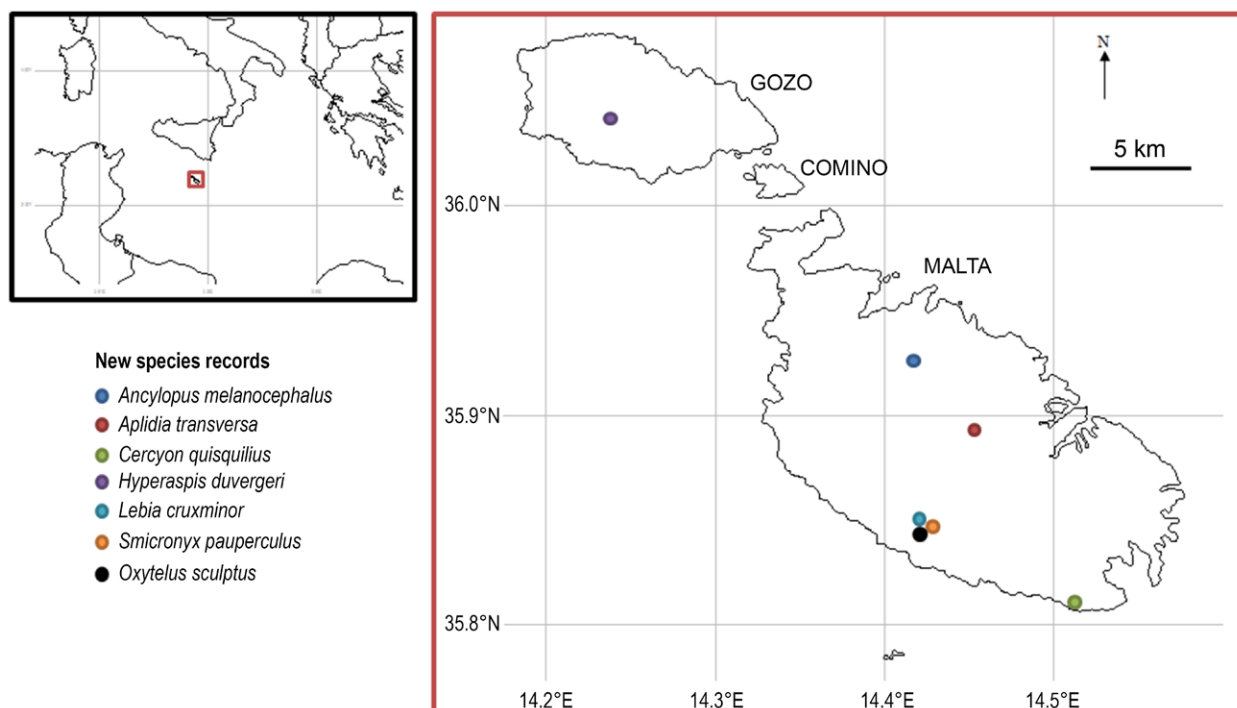 New species records
Ancylopus melanocephalus
Aplidia transversa
Cercyon quisquilius
Hyperaspis duvergeri
Lebia cruxminor
Smicronyx pauperculus
Oxytelus sculptus
N
GOZO
5 km
COMINO
36.0°N
MALTA
35.9°N
35.8°N
14.2°E 14.3°E 14.4°E 14.5°E